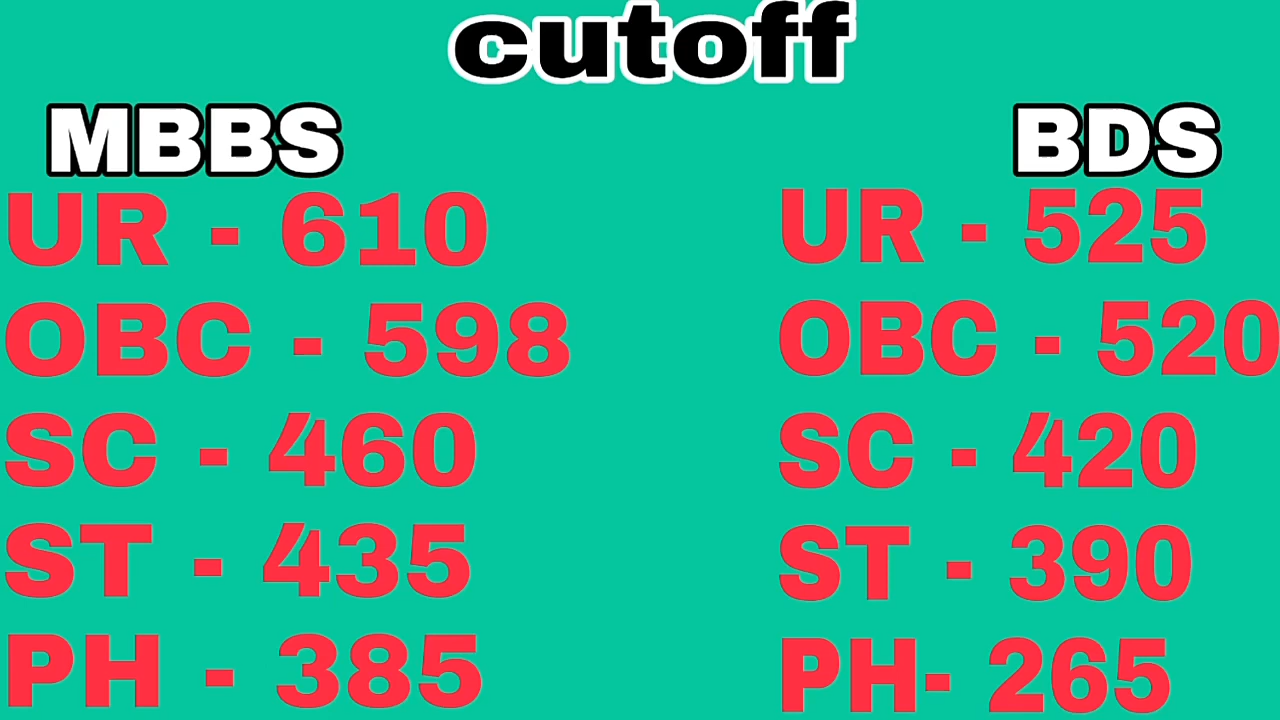 cutoff
MBBS
UR - 610
OBC - 598
SC - 460
ST - 435
PH - 385
BDS
UR - 525
OBC - 520
SC - 420
ST - 390
PH- 265